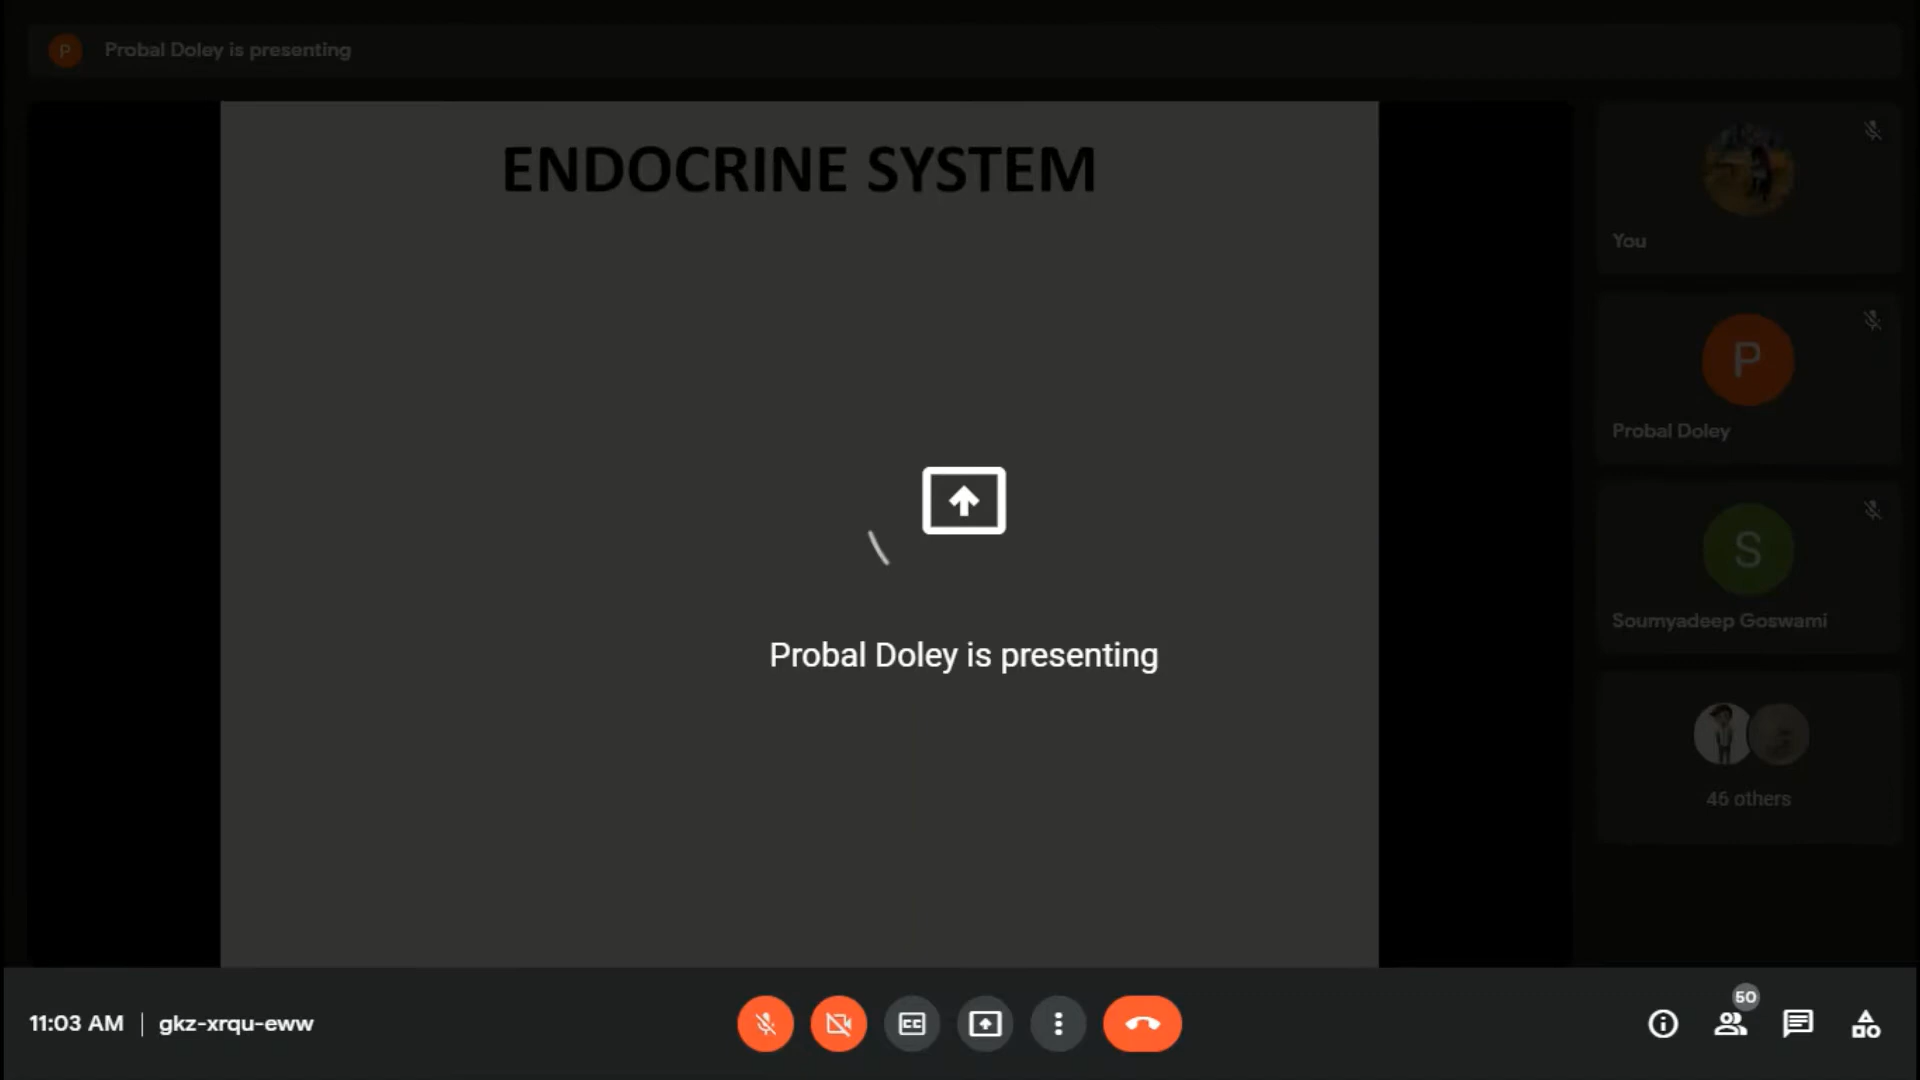 P Probal Doley is presenting
ENDOCRINE SYSTEM
You
P
Probal Doley
Probal Doley is presenting
S
Soumyadeep Goswami
46 others
11:03 AM | gkz-xrqu-eww
CC
50